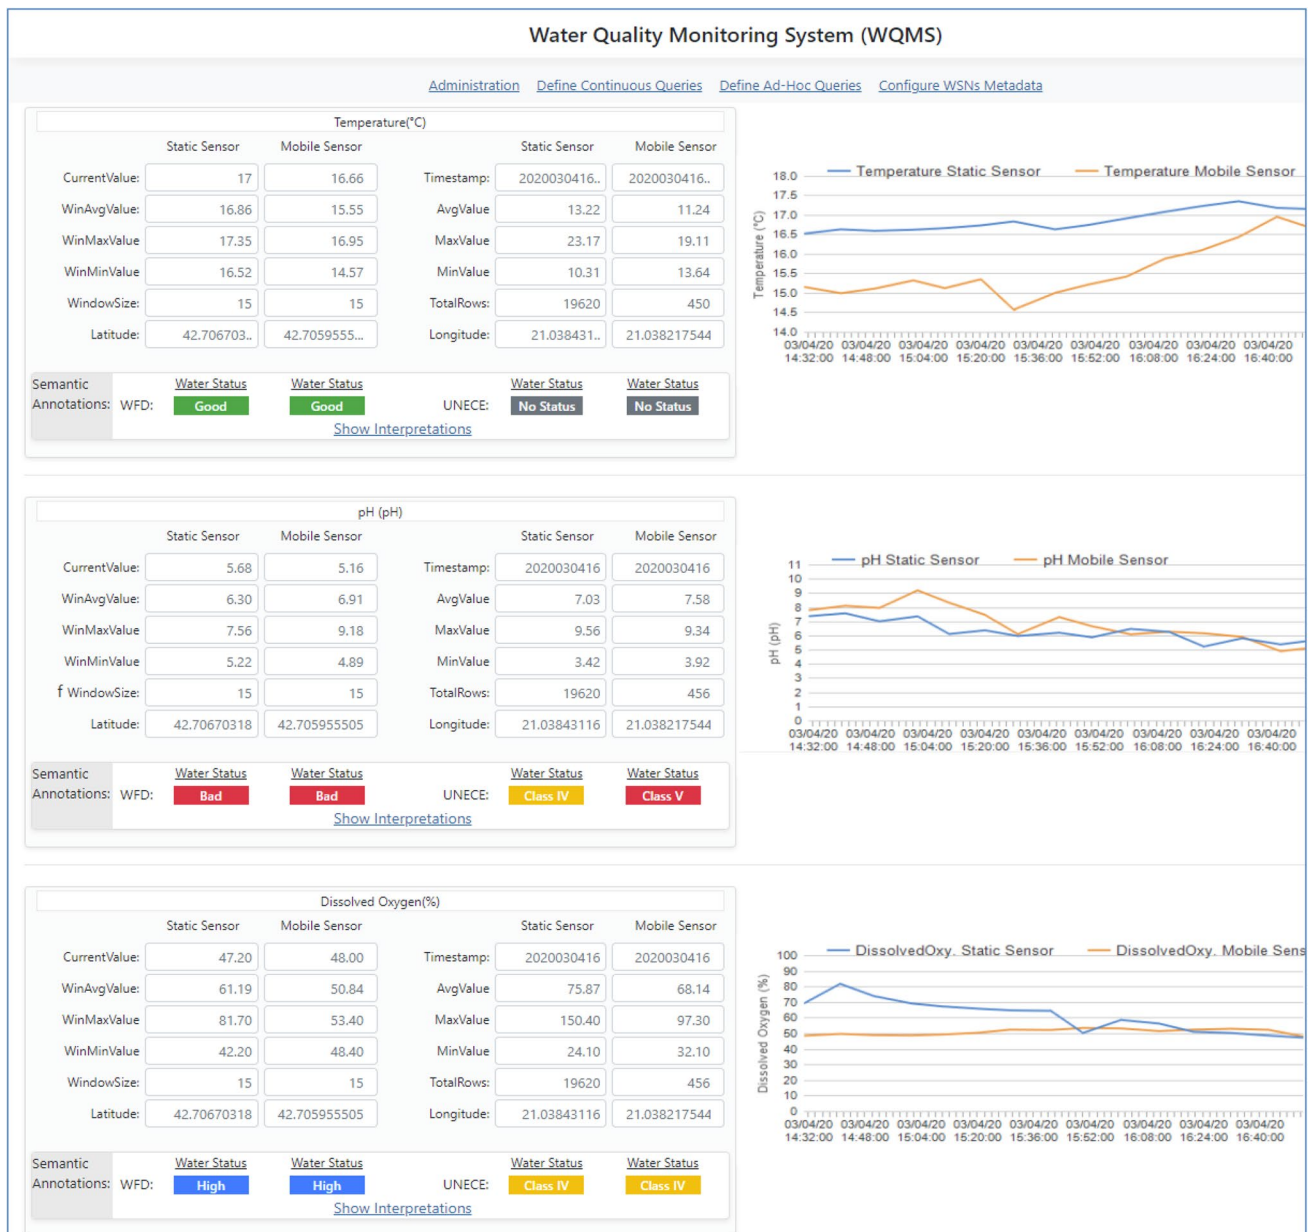 Water Quality Monitoring System (WQMS)
Administration Define Continuous Queries Define Ad-Hoc Queries Configure WSNs Metadata
Temperature(°C)
Static Sensor Mobile Sensor Static Sensor Mobile Sensor
CurrentValue: 17 16.66 Timestamp: 2020030416.. 2020030416..
WinAvgValue: 16.86 15.55 AvgValue 13.22 11.24
WinMaxValue 17.35 16.95 MaxValue 23.17 19.11
WinMinValue 16.52 14.57 MinValue 10.31 13.64
WindowSize: 15 15 TotalRows: 19620 450
Latitude: 42.706703.. 42.7059555... Longitude: 21.038431.. 21.038217544
Semantic Water Status Water Status Water Status Water Status
Annotations: WFD: Good Good UNECE: No Status No Status
Show Interpretations
Temperature Static Sensor Temperature Mobile Sensor
Temperature (°C)
18.0
17.5
17.0
16.5
16.0
15.5
15.0
14.5
14.0
03/04/20 03/04/20 03/04/20 03/04/20 03/04/20 03/04/20 03/04/20 03/04/20 03/04/20
14:32:00 14:48:00 15:04:00 15:20:00 15:36:00 15:52:00 16:08:00 16:24:00 16:40:00
pH (pH)
Static Sensor Mobile Sensor Static Sensor Mobile Sensor
CurrentValue: 5.68 5.16 Timestamp: 2020030416 2020030416
WinAvgValue: 6.30 6.91 AvgValue 7.03 7.58
WinMaxValue 7.56 9.18 MaxValue 9.56 9.34
WinMinValue 5.22 4.89 MinValue 3.42 3.92
f WindowSize: 15 15 TotalRows: 19620 456
Latitude: 42.70670318 42.705955505 Longitude: 21.03843116 21.038217544
Semantic Water Status Water Status Water Status Water Status
Annotations: WFD: Bad Bad UNECE: Class IV Class V
Show Interpretations
pH Static Sensor pH Mobile Sensor
pH (pH)
11
10
9
8
7
6
5
4
3
2
1
0
03/04/20 03/04/20 03/04/20 03/04/20 03/04/20 03/04/20 03/04/20 03/04/20 03/04/20
14:32:00 14:48:00 15:04:00 15:20:00 15:36:00 15:52:00 16:08:00 16:24:00 16:40:00
Dissolved Oxygen(%)
Static Sensor Mobile Sensor Static Sensor Mobile Sensor
CurrentValue: 47.20 48.00 Timestamp: 2020030416 2020030416
WinAvgValue: 61.19 50.84 AvgValue 75.87 68.14
WinMaxValue 81.70 53.40 MaxValue 150.40 97.30
WinMinValue 42.20 48.40 MinValue 24.10 32.10
WindowSize: 15 15 TotalRows: 19620 456
Latitude: 42.70670318 42.705955505 Longitude: 21.03843116 21.038217544
Semantic Water Status Water Status Water Status Water Status
Annotations: WFD: High High UNECE: Class IV Class IV
Show Interpretations
DissolvedOxy. Static Sensor DissolvedOxy. Mobile Sens
Dissolved Oxygen (%)
100
90
80
70
60
50
40
30
20
10
0
03/04/20 03/04/20 03/04/20 03/04/20 03/04/20 03/04/20 03/04/20 03/04/20 03/04/20
14:32:00 14:48:00 15:04:00 15:20:00 15:36:00 15:52:00 16:08:00 16:24:00 16:40:00